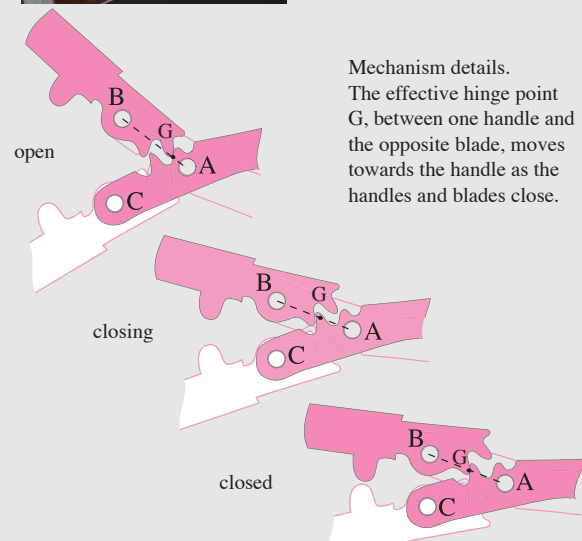 Mechanism details.
The effective hinge point
G, between one handle and
the opposite blade, moves
towards the handle as the
handles and blades close.
B
G
open
A
C
B
G
closing
A
C
B
G
closed
A
C